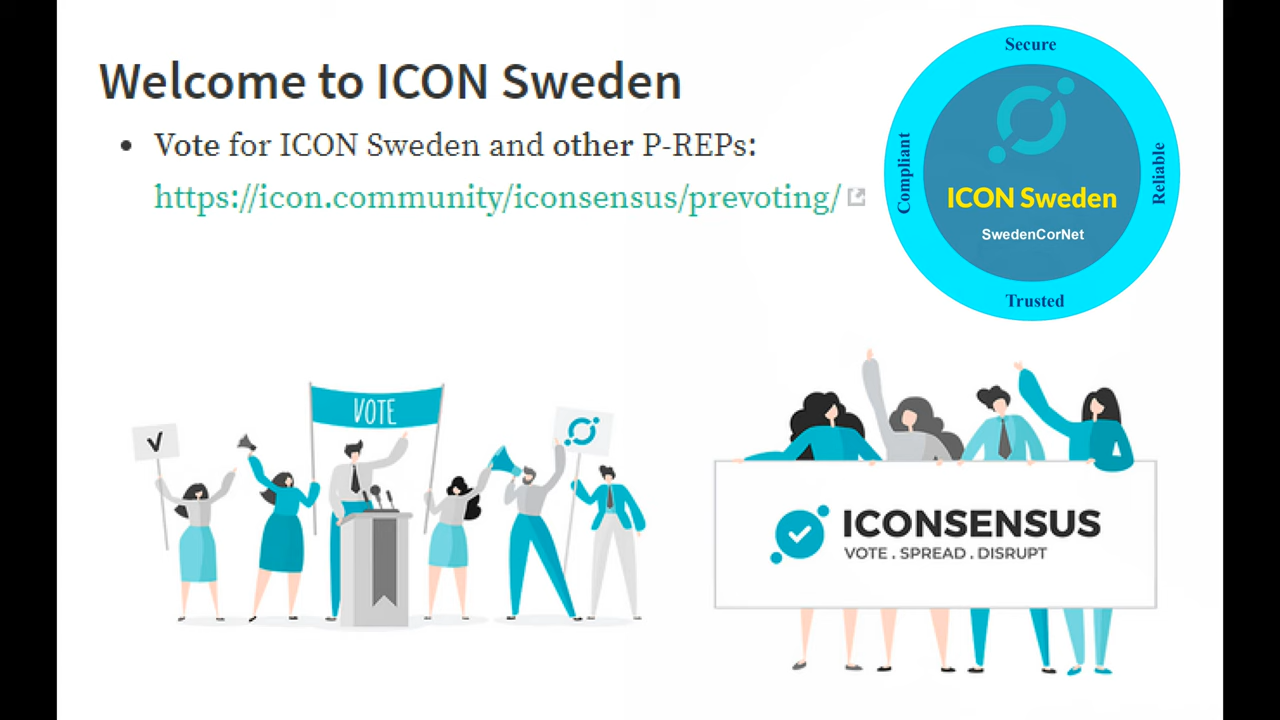 Welcome to ICON Sweden
• Vote for ICON Sweden and other P-REPs:
https://icon.community/iconsensus/prevoting/
Secure
Compliant
Reliable
ICON Sweden
SwedenCorNet
Trusted
VOTE
ICONSENSUS
VOTE . SPREAD . DISRUPT